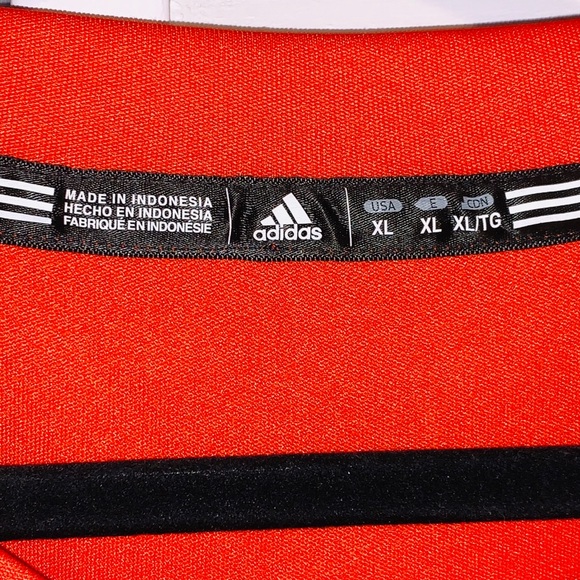 MADE IN INDONESIA
HECHO EN INDONESIA
FABRIQUÉ EN INDONÉSIE
adidas
USA E CDN
XL XL XL/TG